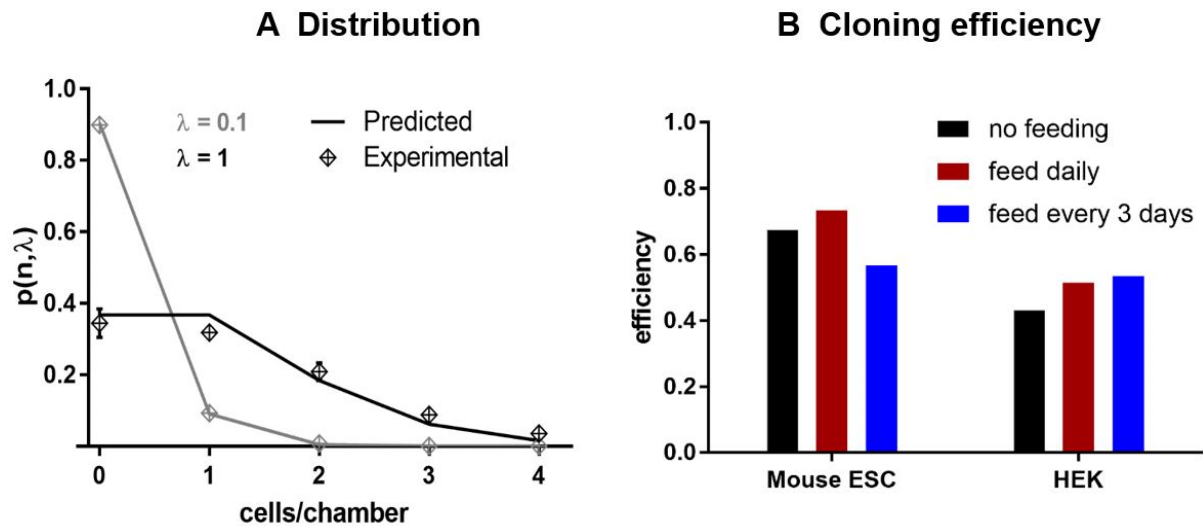 A Distribution
1.0
0.8
0.6
0.4
0.2
p(n,λ)
λ = 0.1
λ = 1
Predicted
Experimental
0 1 2 3 4
cells/chamber
B Cloning efficiency
1.0
0.8
0.6
0.4
0.2
0.0
efficiency
no feeding
feed daily
feed every 3 days
Mouse ESC HEK